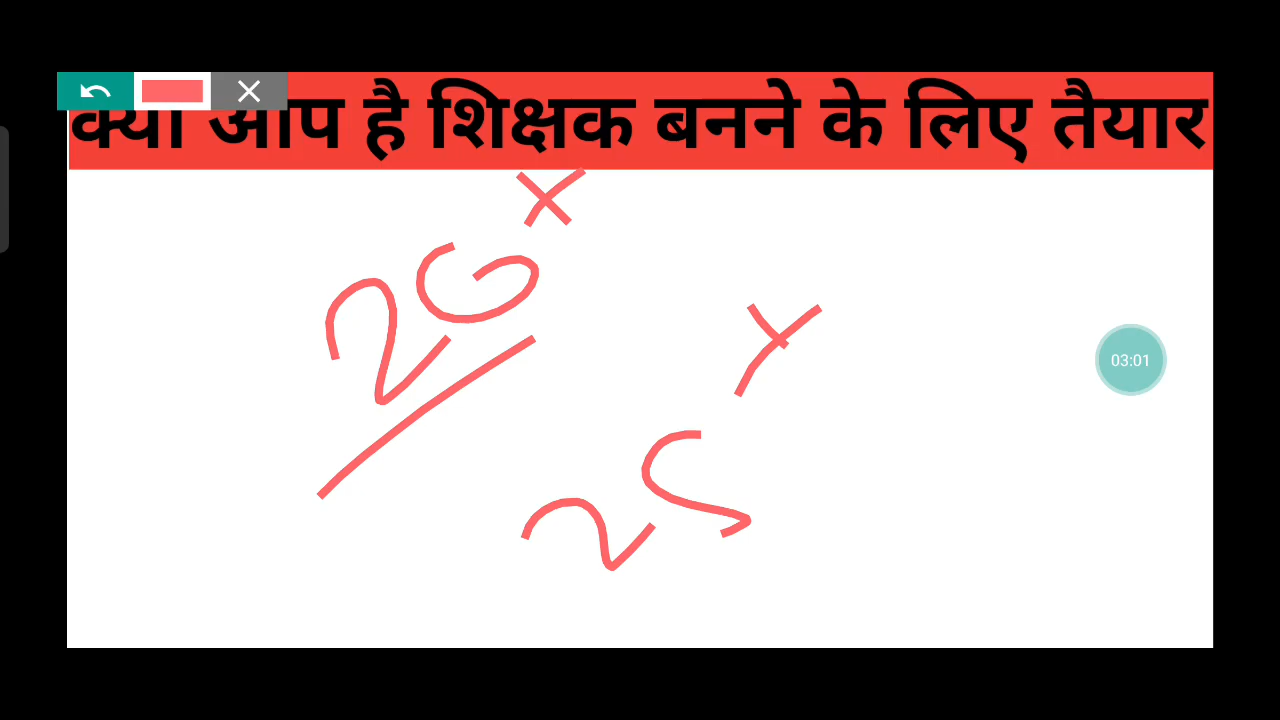 क्या आप है शिक्षक बनने के लिए तैयार
26 x
25 x
03:01